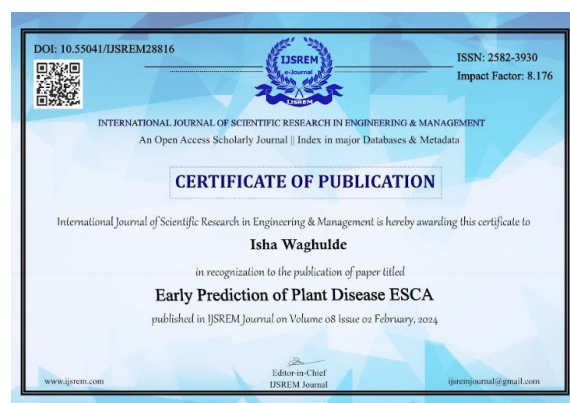 DOI: 10.55041/IJSREM28816
IJSREM
e-Journal
IJSREM
ISSN: 2582-3930
Impact Factor: 8.176
INTERNATIONAL JOURNAL OF SCIENTIFIC RESEARCH IN ENGINEERING & MANAGEMENT
An Open Access Scholarly Journal || Index in major Databases & Metadata
CERTIFICATE OF PUBLICATION
International Journal of Scientific Research in Engineering & Management is hereby awarding this certificate to
Isha Waghulde
in recognization to the publication of paper titled
Early Prediction of Plant Disease ESCA
published in IJSREM Journal on Volume 08 Issue 02 February, 2024
Editor-in-Chief
IJSREM Journal
www.ijsrem.com
ijsremjournal@gmail.com